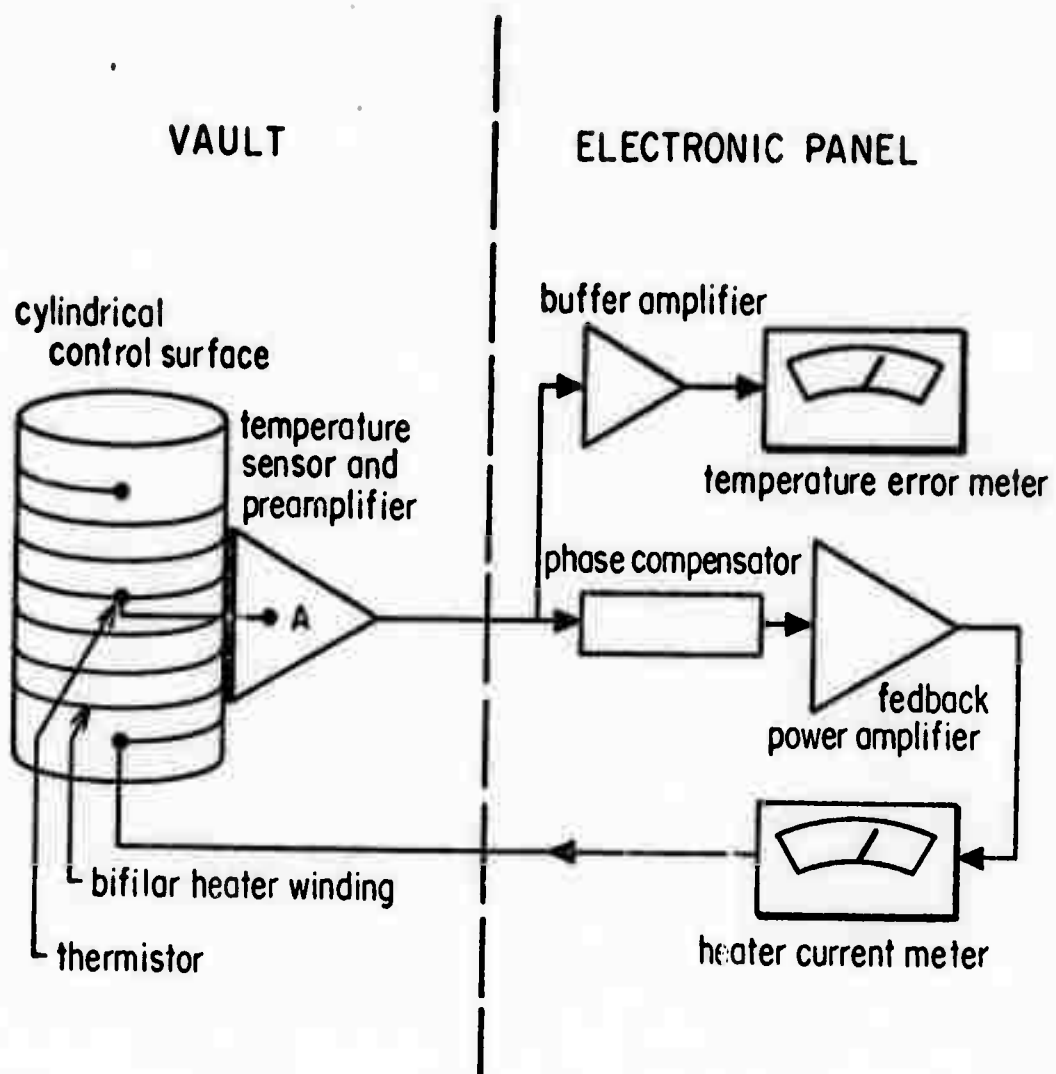 VAULT
ELECTRONIC PANEL
cylindrical
control surface
temperature
sensor and
preamplifier
A
buffer amplifier
temperature error meter
phase compensator
fedback
power amplifier
bifilar heater winding
thermistor
heater current meter